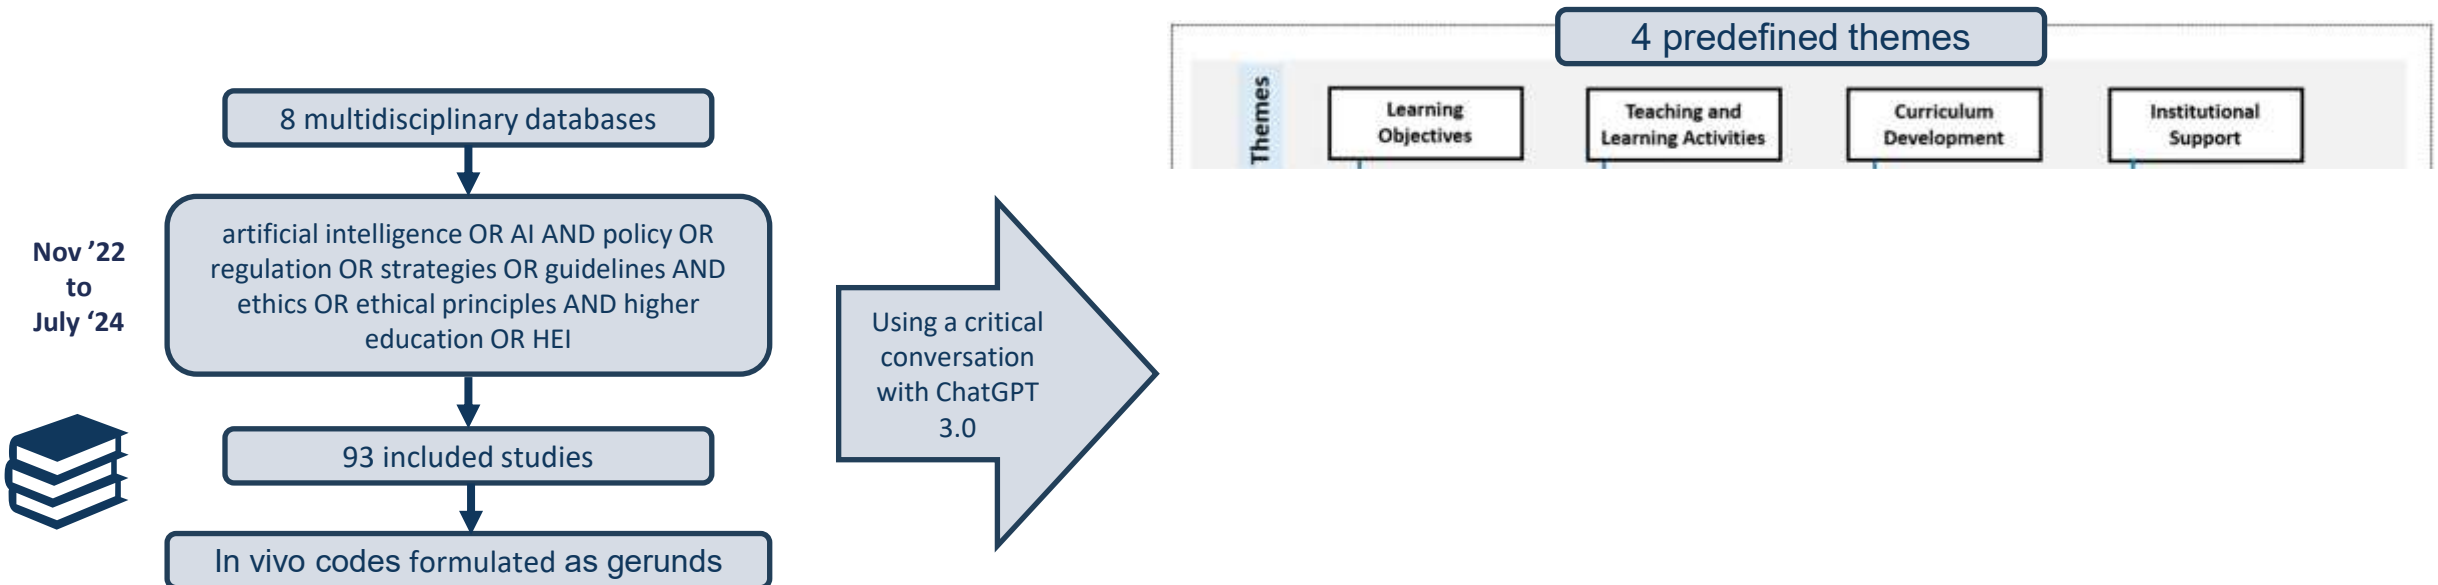 8 multidisciplinary databases
Nov ’22
to
July ‘24
artificial intelligence OR AI AND policy OR
regulation OR strategies OR guidelines AND
ethics OR ethical principles AND higher
education OR HEI
93 included studies
In vivo codes formulated as gerunds
Using a critical
conversation
with ChatGPT
3.0
4 predefined themes
Themes
Learning
Objectives
Teaching and
Learning Activities
Curriculum
Development
Institutional
Support